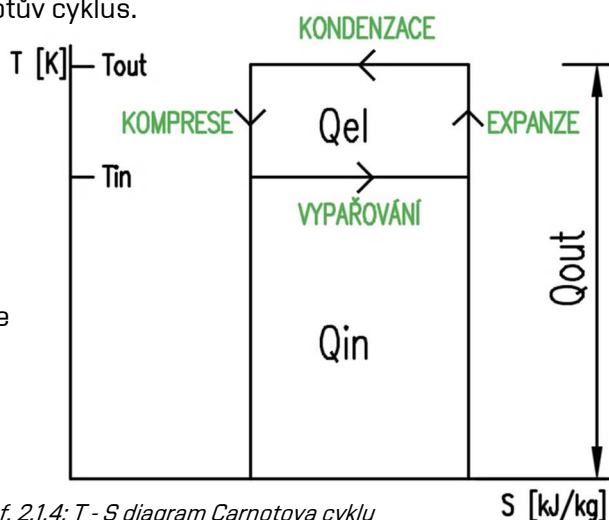 otův cyklus.
KONDENZACE
T [K]
Tout
KOMPRESE
Qel
EXPANZE
Tin
VYPAŘOVÁNÍ
Qout
e
Qin
f. 2.1.4: T - S diagram Carnotova cyklu
S [kJ/kg]